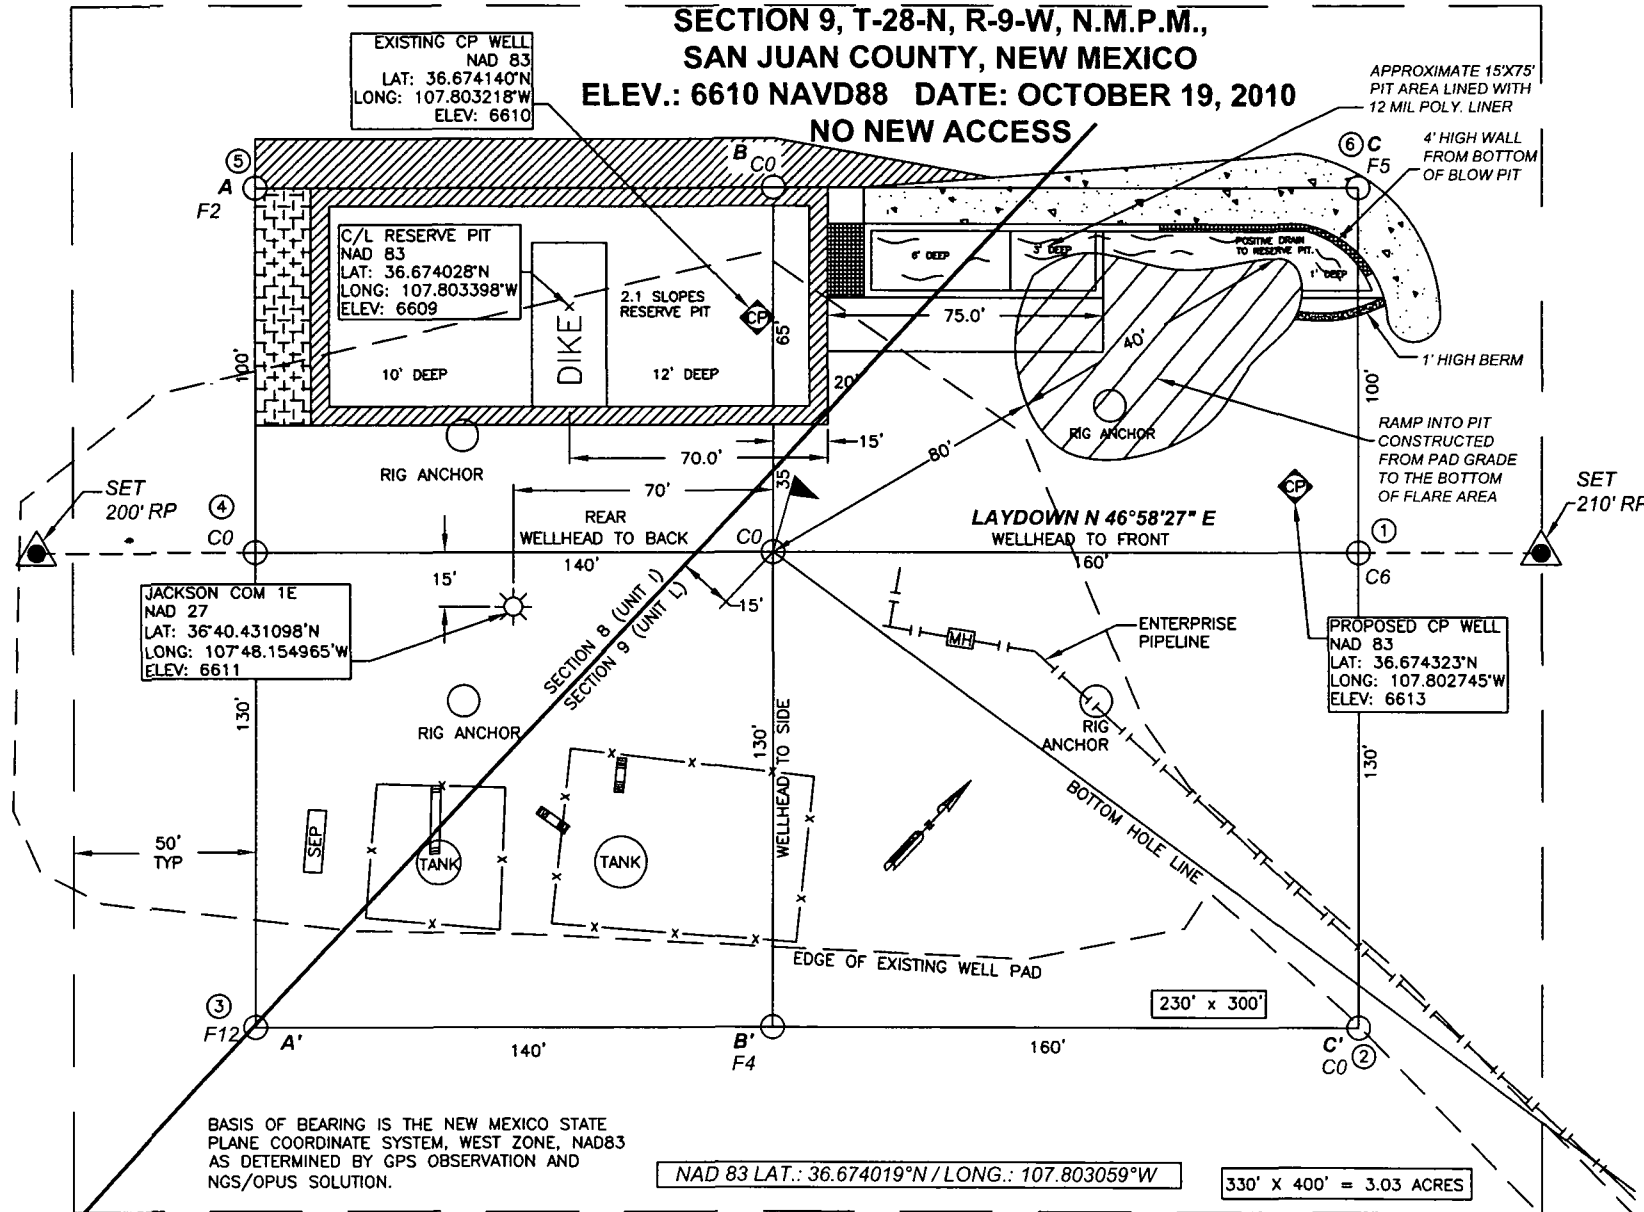 SECTION 9, T-28-N, R-9-W, N.M.P.M.,
SAN JUAN COUNTY, NEW MEXICO
ELEV.: 6610 NAVD88 DATE: OCTOBER 19, 2010
NO NEW ACCESS
EXISTING CP WELL
NAD 83
LAT: 36.674140°N
LONG: 107.803218°W
ELEV: 6610
APPROXIMATE 15'X75'
PIT AREA LINED WITH
12 MIL POLY. LINER
4' HIGH WALL
FROM BOTTOM
OF BLOW PIT
5
A
F2
B
C0
6 C
F5
C/L RESERVE PIT
NAD 83
LAT: 36.674028°N
LONG: 107.803398°W
ELEV: 6609
2.1 SLOPES
RESERVE PIT
DIKE
10' DEEP
12' DEEP
CP
65'
6' DEEP
3' DEEP
POSITIVE DRAIN
TO RESERVE PIT.
1' DEEP
75.0'
40'
20'
1' HIGH BERM
100'
100'
RIG ANCHOR
RAMP INTO PIT
CONSTRUCTED
FROM PAD GRADE
TO THE BOTTOM
OF FLARE AREA
RIG ANCHOR
15'
70.0'
80'
35'
70'
CP
SET
200' RP
SET
210' RP
4
C0
REAR
WELLHEAD TO BACK
140'
C0
LAYDOWN N 46°58'27" E
WELLHEAD TO FRONT
160'
1
C6
15'
15'
JACKSON COM 1E
NAD 27
LAT: 36°40.431098'N
LONG: 107°48.154965'W
ELEV: 6611
SECTION 8 (UNIT I)
SECTION 9 (UNIT L)
MH
ENTERPRISE
PIPELINE
PROPOSED CP WELL
NAD 83
LAT: 36.674323°N
LONG: 107.802745°W
ELEV: 6613
130'
RIG ANCHOR
130'
WELLHEAD TO SIDE
RIG
ANCHOR
130'
BOTTOM HOLE LINE
50'
TYP
SEP
TANK
TANK
EDGE OF EXISTING WELL PAD
230' x 300'
3
F12
A'
140'
B'
F4
160'
C'
C0
2
BASIS OF BEARING IS THE NEW MEXICO STATE
PLANE COORDINATE SYSTEM, WEST ZONE, NAD83
AS DETERMINED BY GPS OBSERVATION AND
NGS/OPUS SOLUTION.
NAD 83 LAT.: 36.674019°N / LONG.: 107.803059°W
330' X 400' = 3.03 ACRES